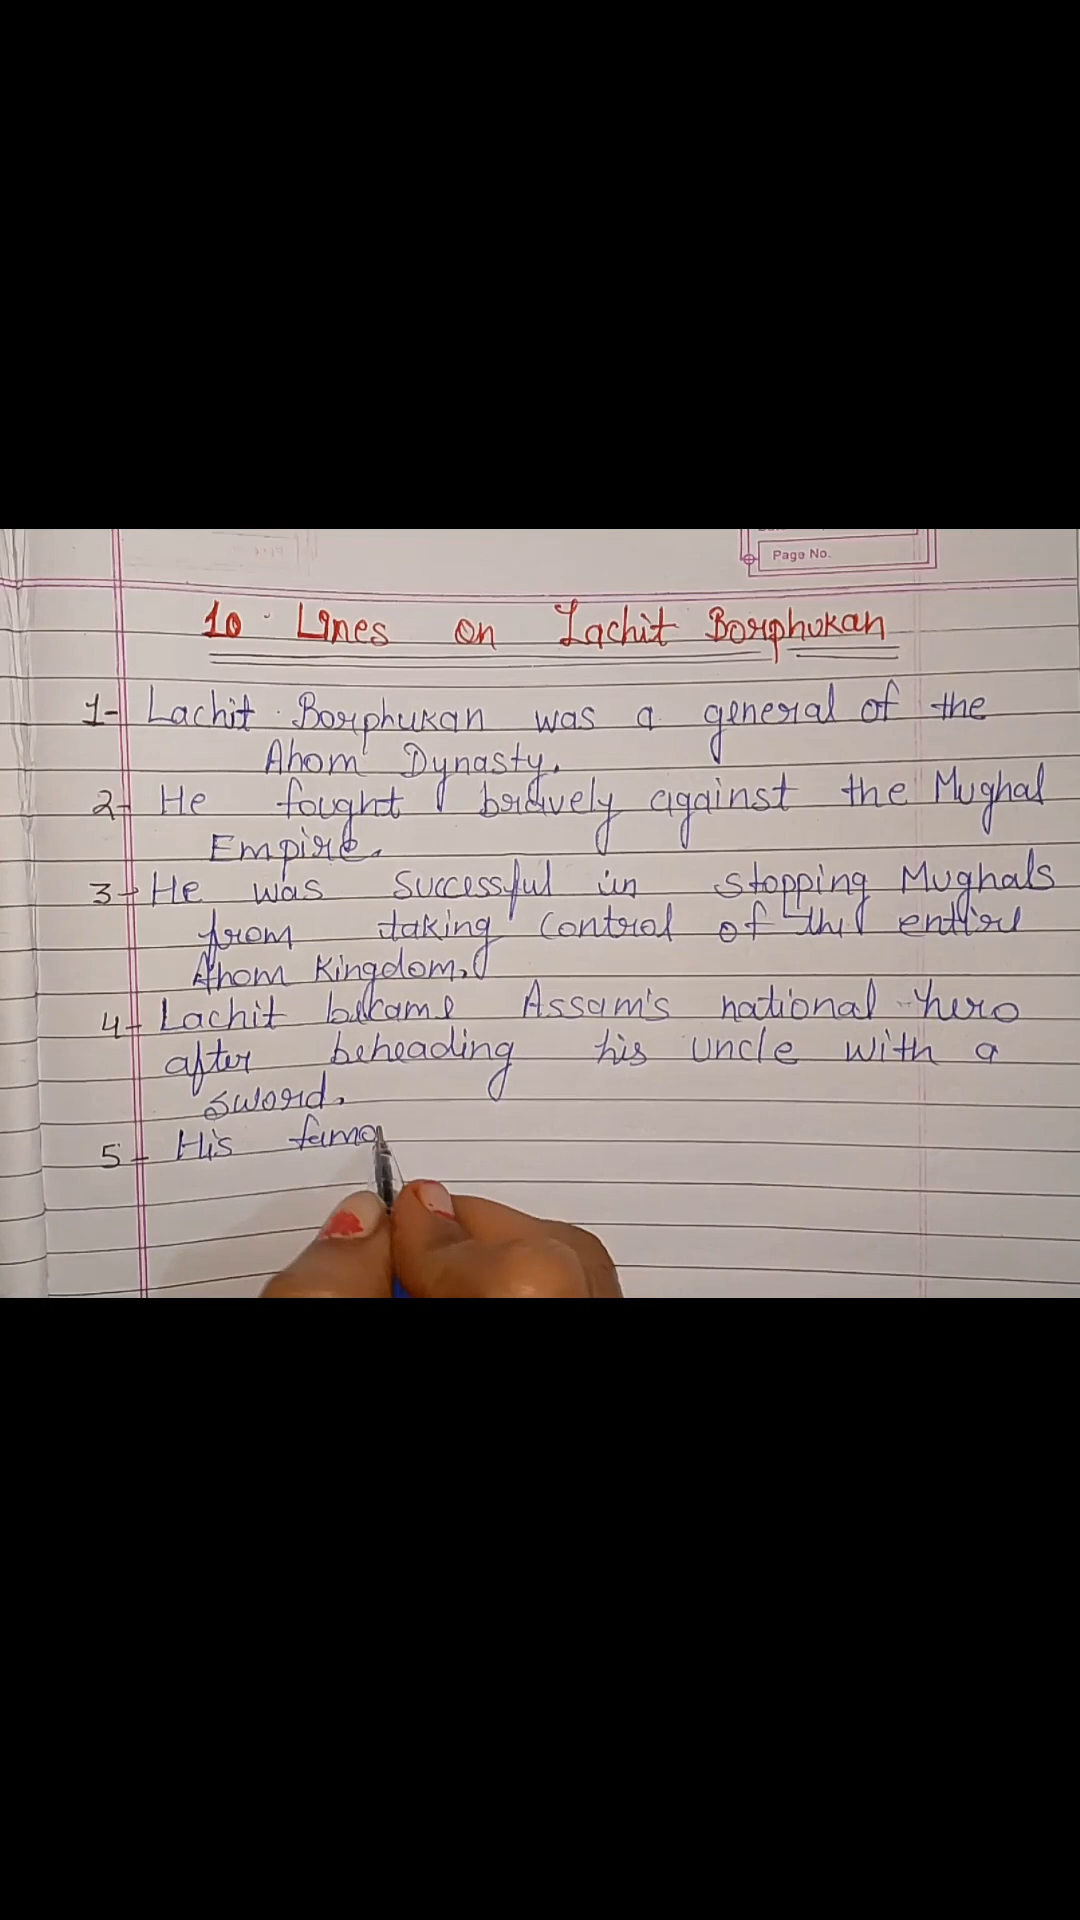 Page No.
10 Lines on Lachit Borphukan
1- Lachit Borphukan was a general of the
Ahom Dynasty.
2- He fought bravely against the Mughal
Empire.
3- He was successful in stopping Mughals
from taking control of the entire
Ahom Kingdom.
4- Lachit became Assam's national hero
after beheading his uncle with a
sword.
5- His famo